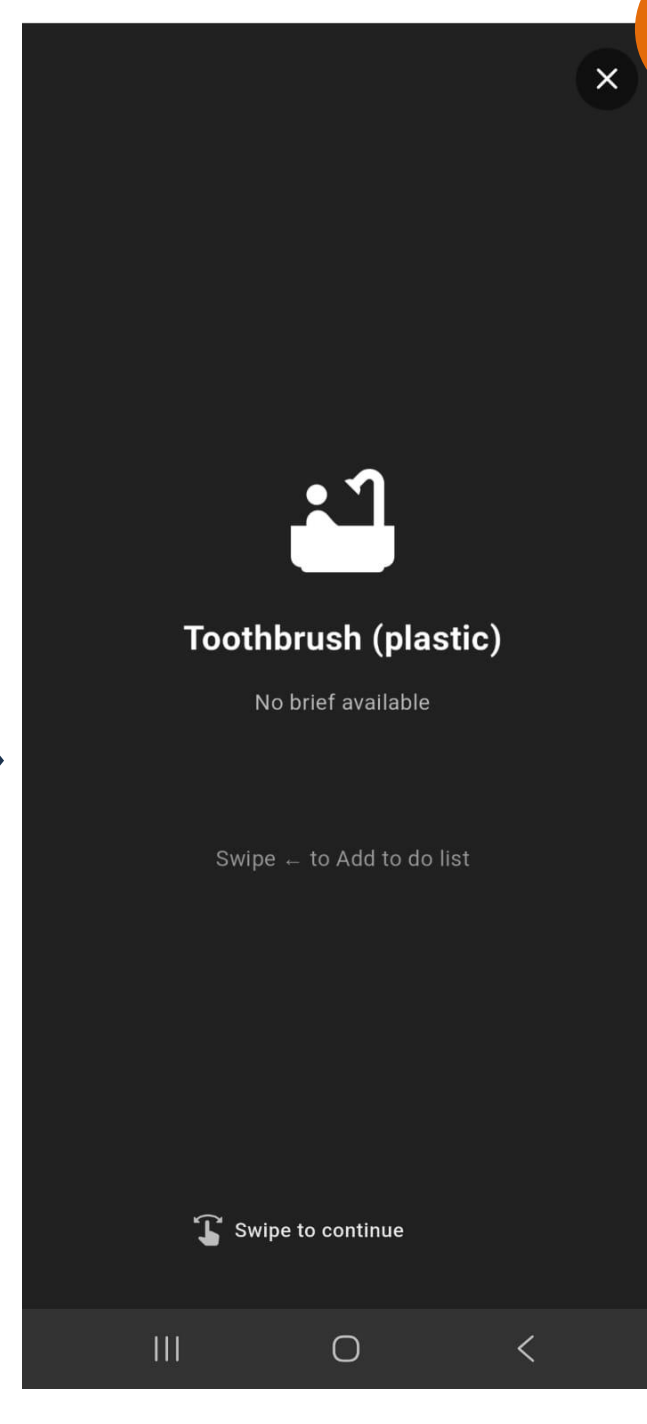 Toothbrush (plastic)
No brief available
Swipe ← to Add to do list
Swipe to continue